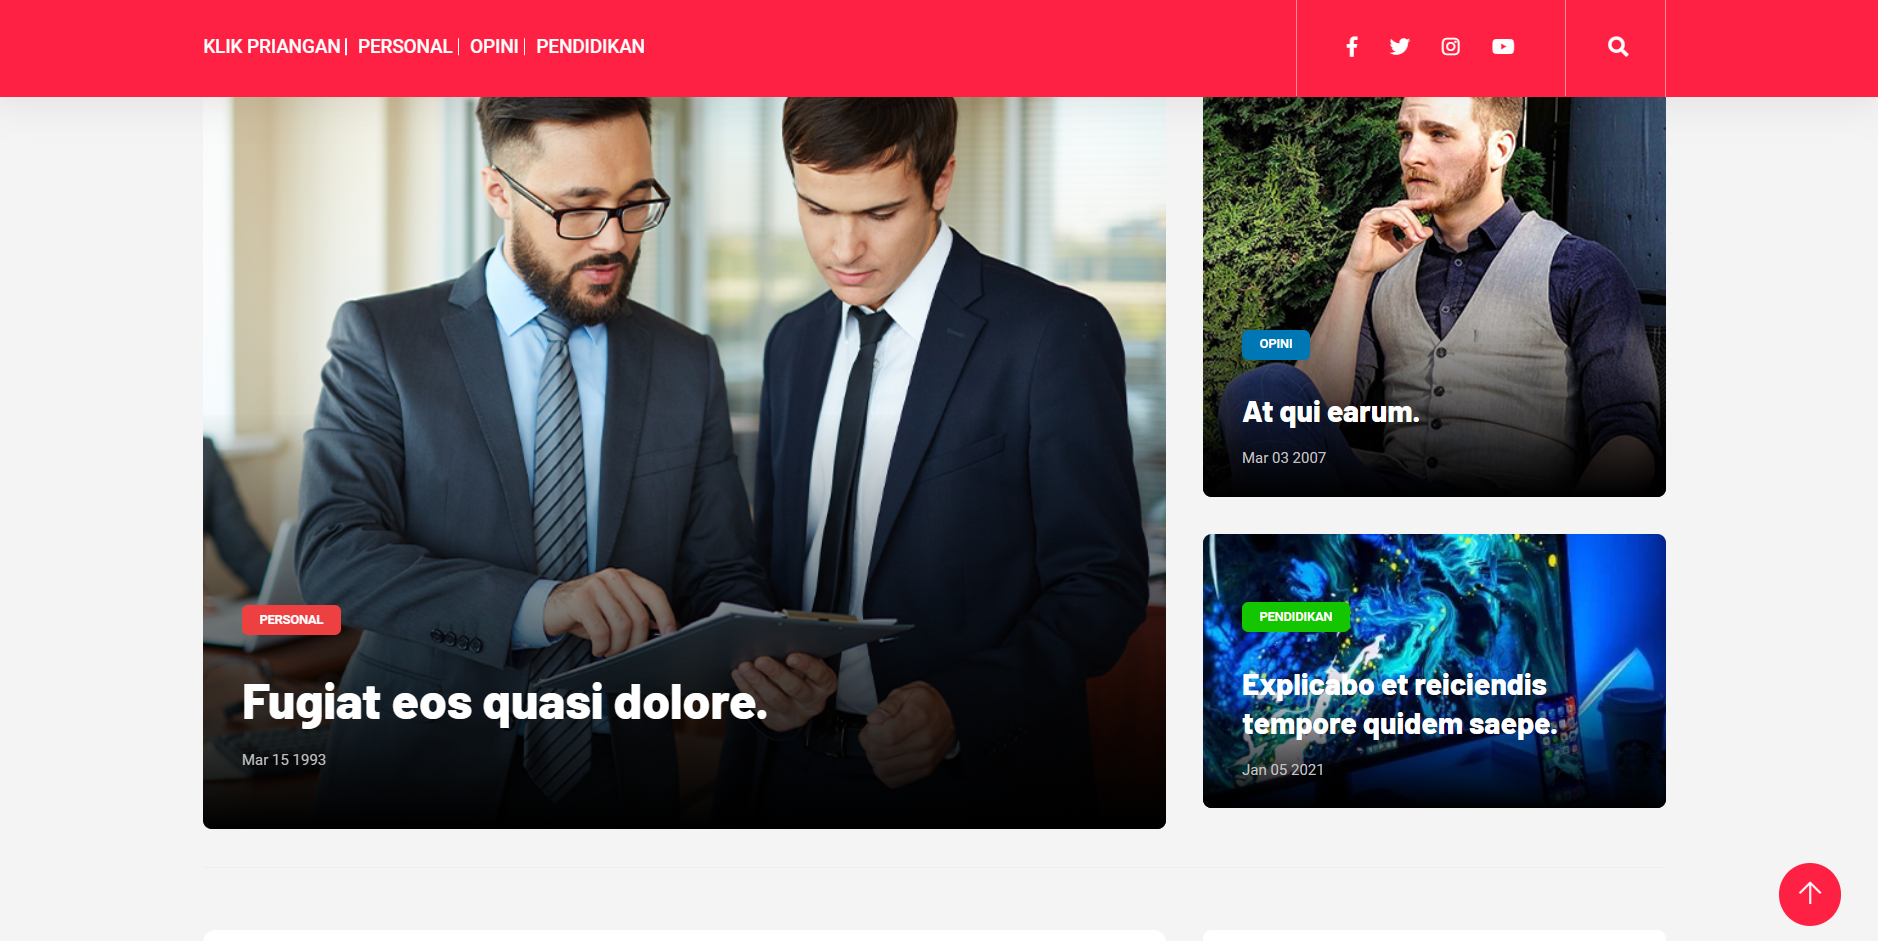 KLIK PRIANGAN | PERSONAL | OPINI | PENDIDIKAN
PERSONAL
Fugiat eos quasi dolore.
Mar 15 1993
OPINI
At qui earum.
Mar 03 2007
PENDIDIKAN
Explicabo et reiciendis
tempore quidem saepe.
Jan 05 2021